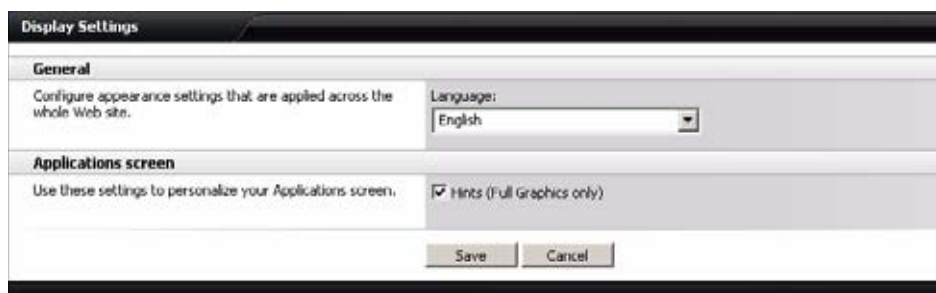 Display Settings
General
Configure appearance settings that are applied across the
whole Web site.
Language:
English
Applications screen
Use these settings to personalize your Applications screen.
Hints (Full Graphics only)
Save
Cancel